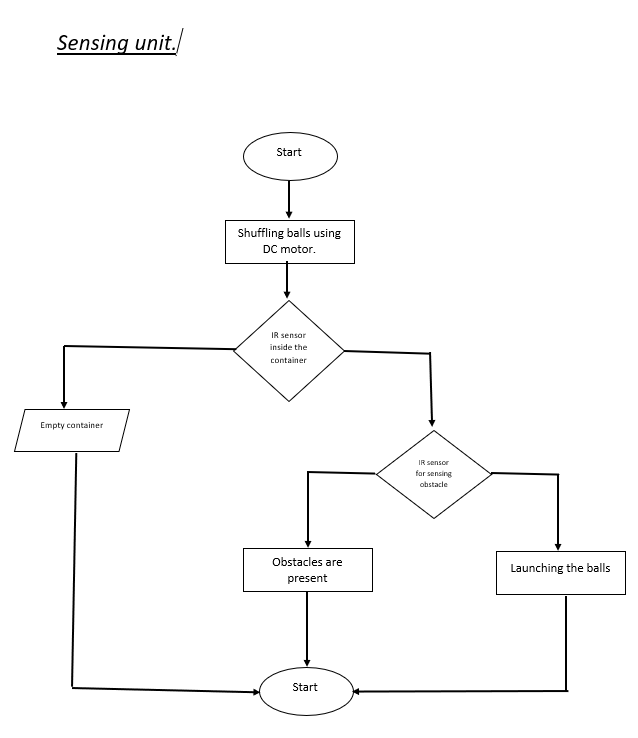 Sensing unit.
Start
Shuffling balls using
DC motor.
IR sensor
inside the
container
Empty container
IR sensor
for sensing
obstacle
Obstacles are
present
Launching the balls
Start